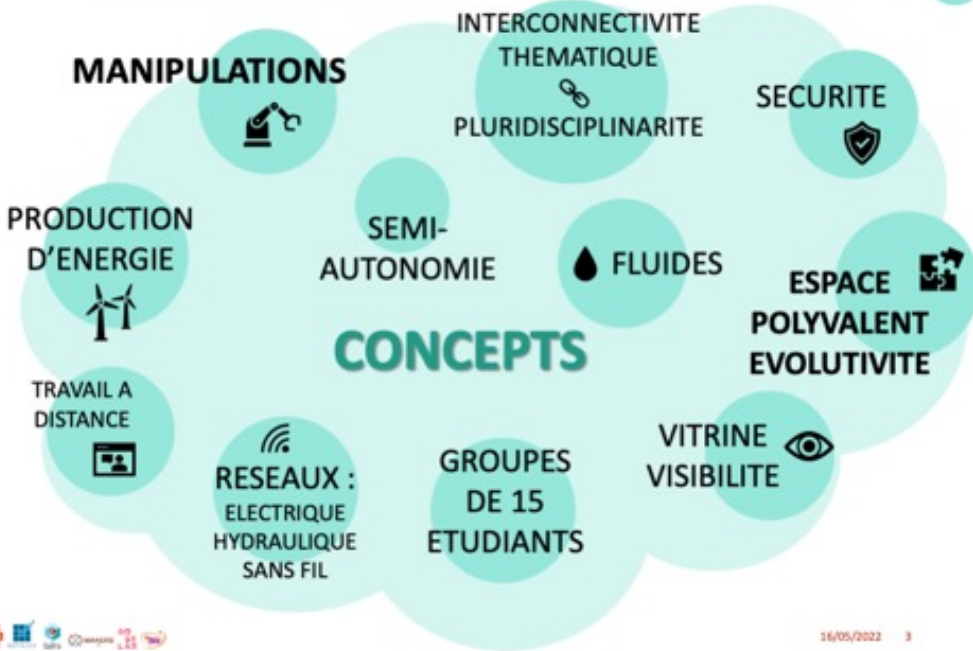 INTERCONNECTIVITE
THEMATIQUE
PLURIDISCIPLINARITE
MANIPULATIONS
SECURITE
PRODUCTION
D'ENERGIE
SEMI-
AUTONOMIE
FLUIDES
ESPACE
POLYVALENT
EVOLUTIVITE
CONCEPTS
TRAVAIL A
DISTANCE
RESEAUX :
ELECTRIQUE
HYDRAULIQUE
SANS FIL
GROUPES
DE 15
ETUDIANTS
VITRINE
VISIBILITE
16/05/2022 3